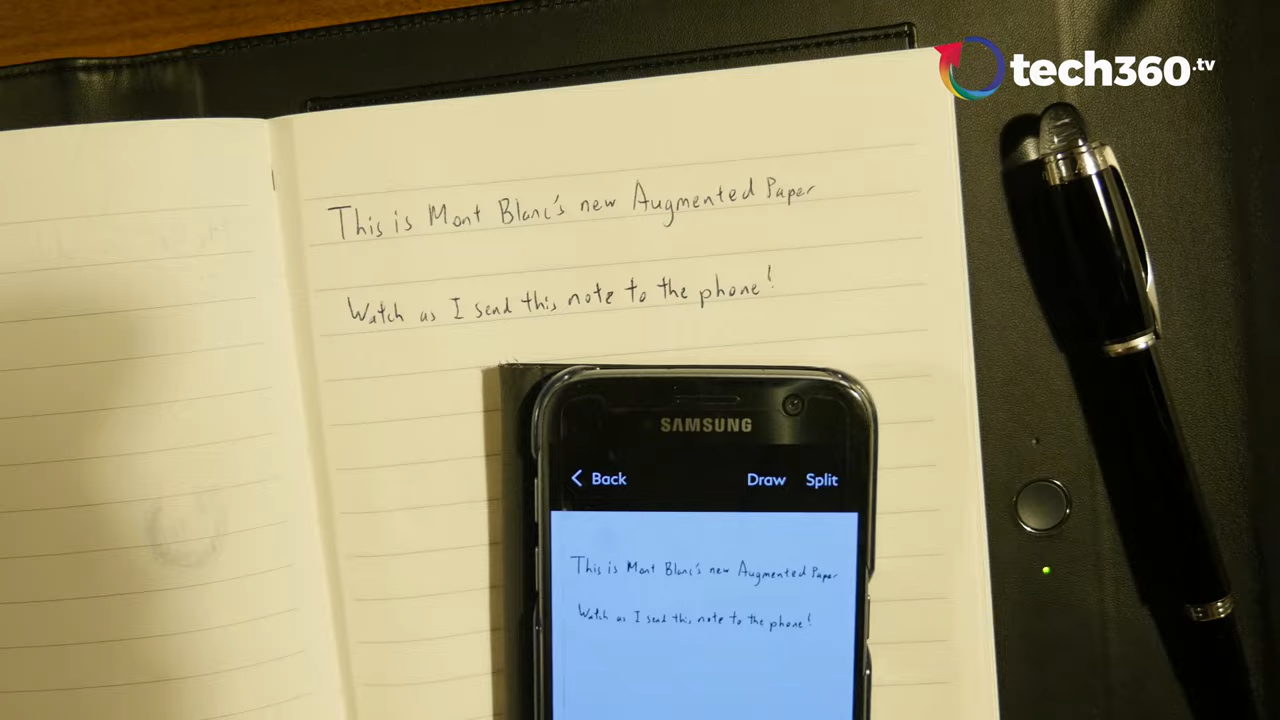 tech360.tv
This is Mont Blanc's new Augmented Paper
Watch as I send this note to the phone!
SAMSUNG
< Back Draw Split
This is Mont Blanc's new Augmented Paper
Watch as I send this note to the phone!